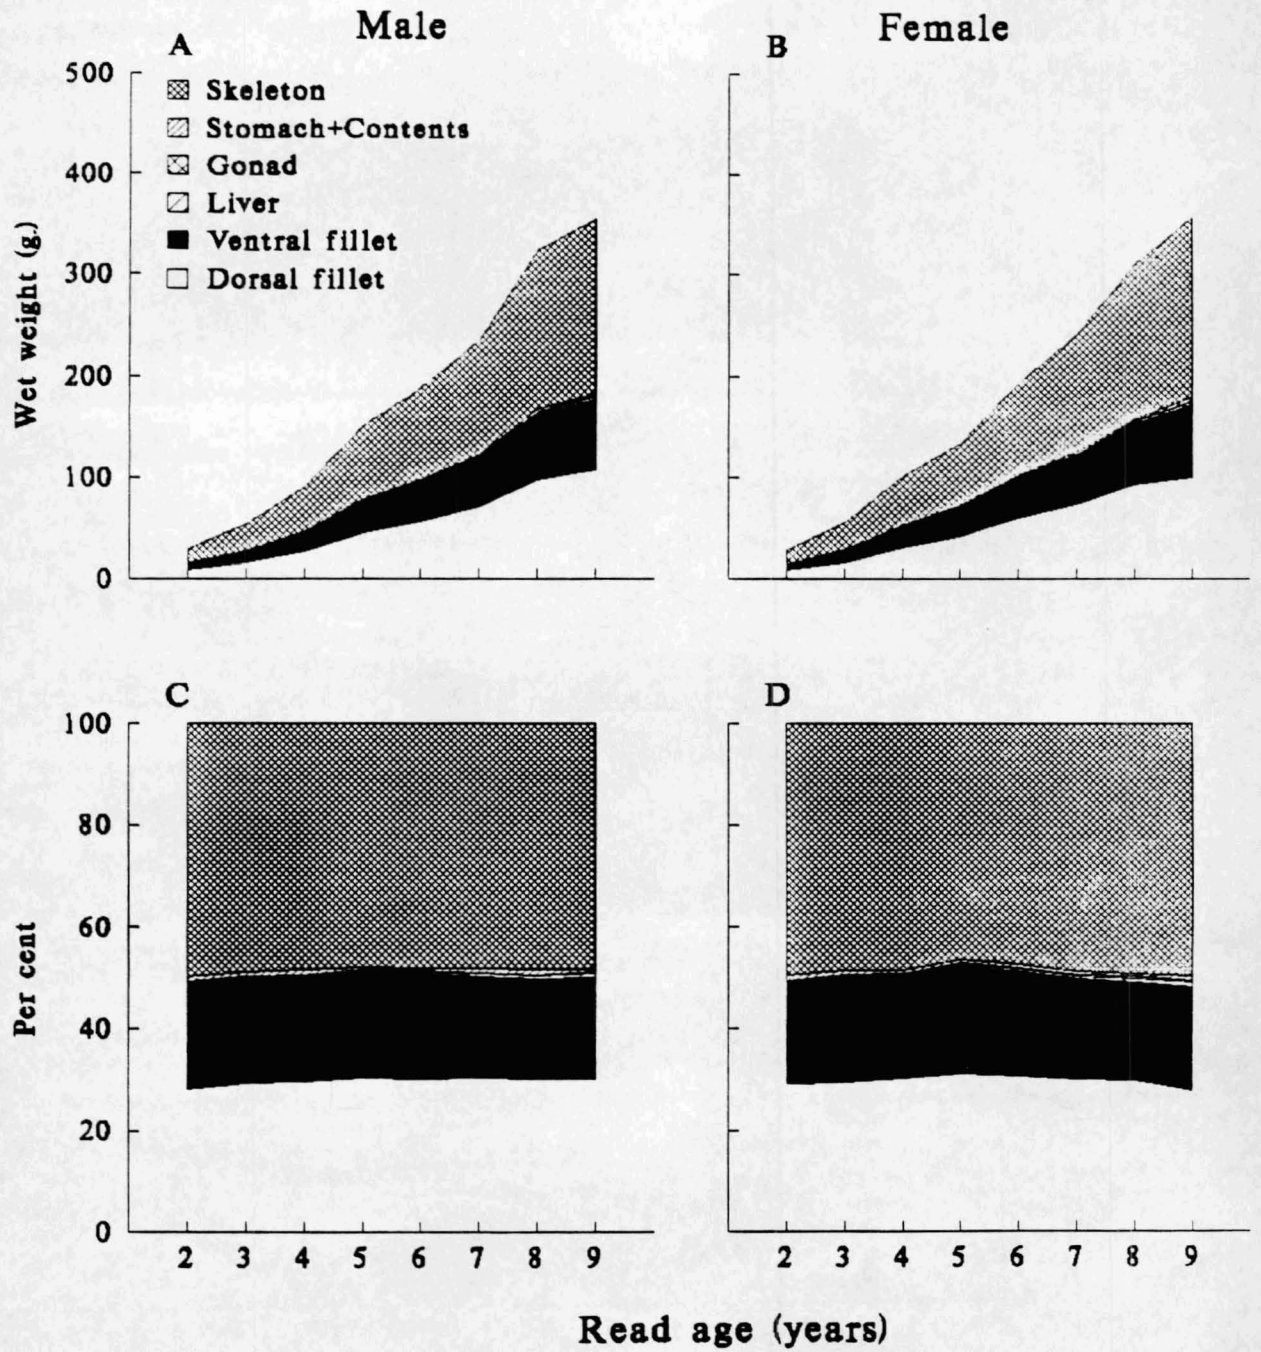 Male
Female
A
B
500
400
300
200
100
0
Wet weight (g.)
Skeleton
Stomach+Contents
Gonad
Liver
Ventral fillet
Dorsal fillet
C
D
100
80
60
40
20
0
Per cent
2 3 4 5 6 7 8 9
2 3 4 5 6 7 8 9
Read age (years)